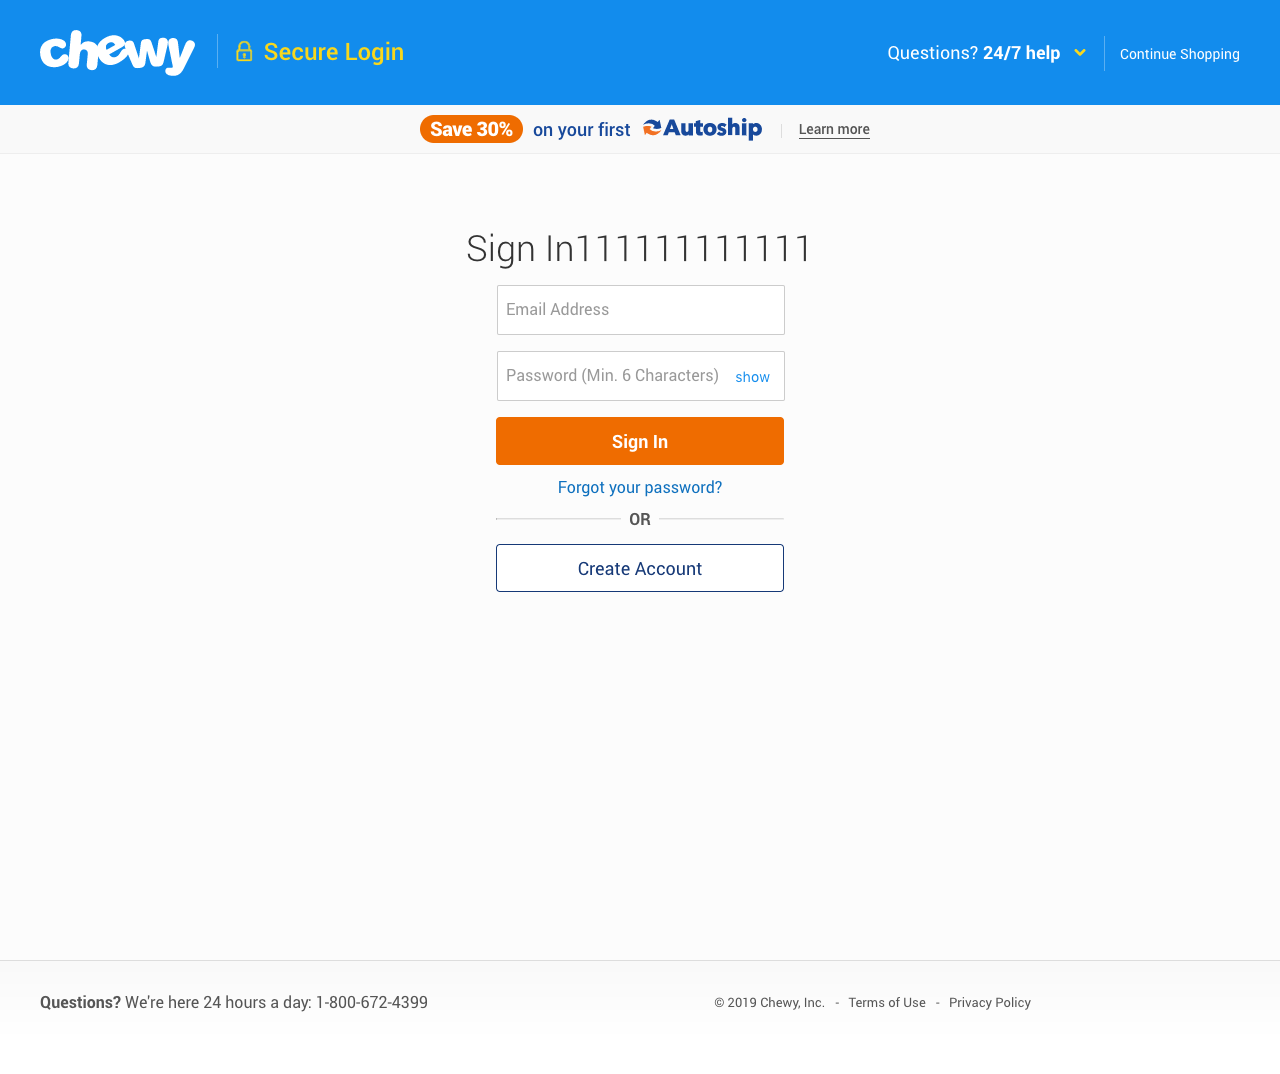 chewy
Secure Login
Questions? 24/7 help
Continue Shopping
Save 30% on your first Autoship
Learn more
Sign In111111111111
Email Address
Password (Min. 6 Characters) show
Sign In
Forgot your password?
OR
Create Account
Questions? We're here 24 hours a day: 1-800-672-4399
© 2019 Chewy, Inc. - Terms of Use - Privacy Policy